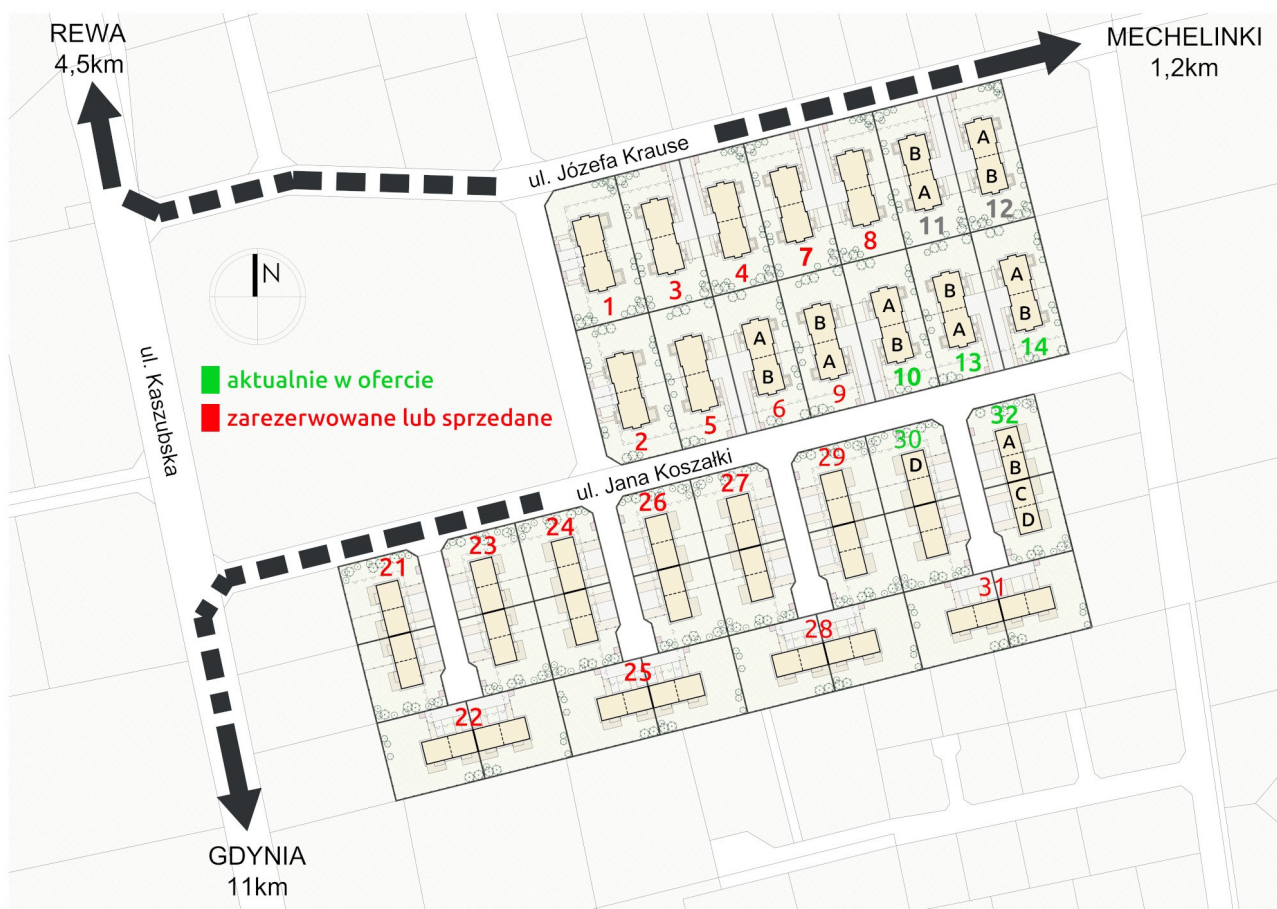 REWA
4,5km
MECHELINKI
1,2km
ul. Józefa Krause
B
A
A
B
11
12
1
3
4
7
8
N
ul. Kaszubska
aktualnie w ofercie
zarezerwowane lub sprzedane
A
B
B
A
A
B
B
A
A
B
2
5
6
9
10
13
14
ul. Jana Koszałki
21
23
24
26
27
29
30
D
32
A
B
C
D
22
25
28
31
GDYNIA
11km